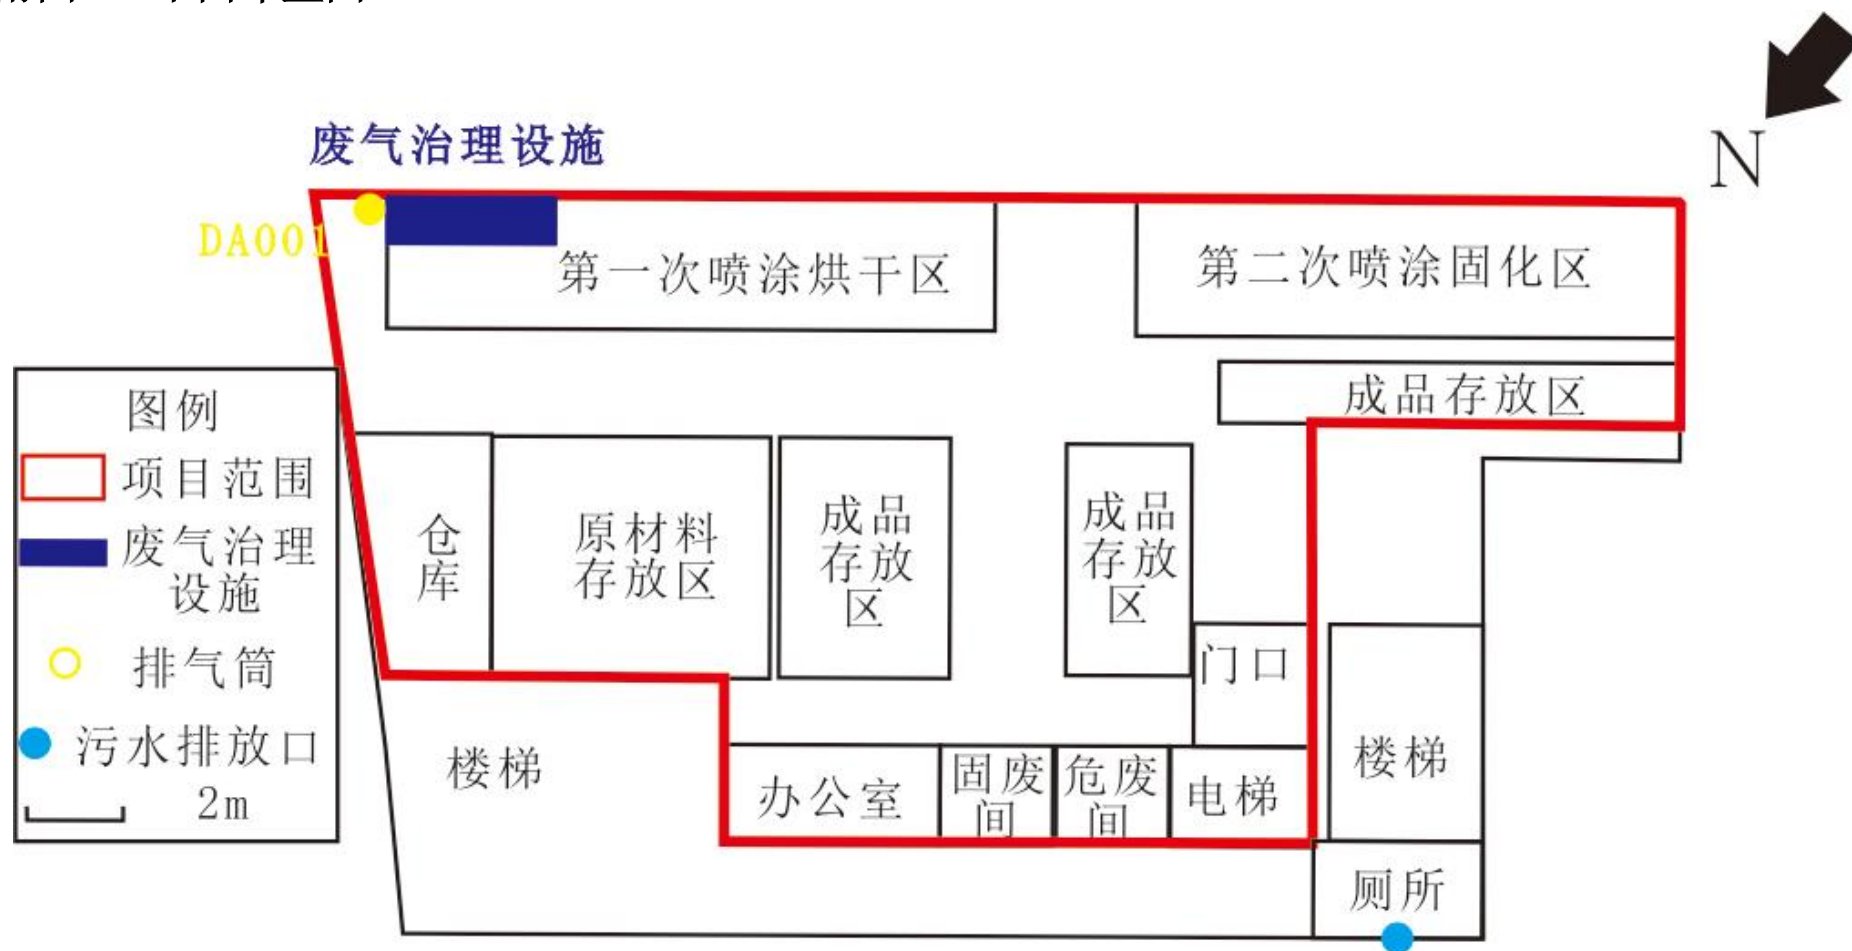 N
废气治理设施
DA001
第一次喷涂烘干区
第二次喷涂固化区
成品存放区
图例
项目范围
废气治理
设施
排气筒
污水排放口
2m
仓
库
原材料
存放区
成品
存放
区
成品
存放
区
门口
楼梯
办公室
固废
间
危废
间
电梯
楼梯
厕所